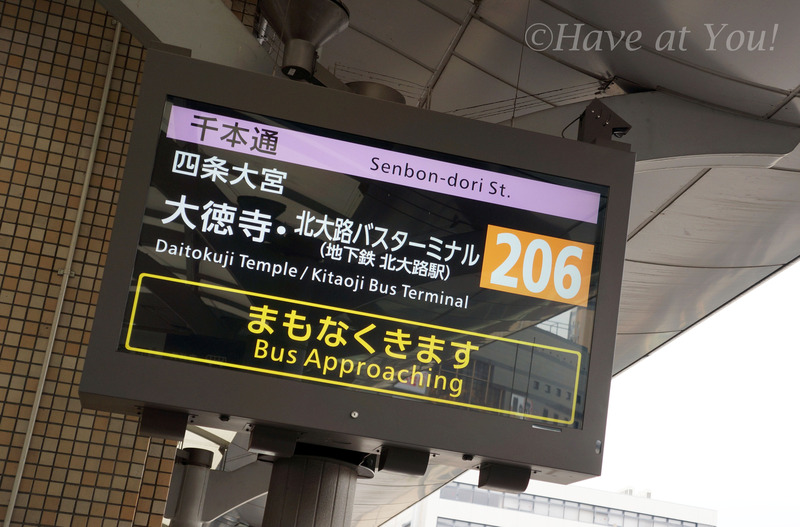 ©Have at You!
千本通 Senbon-dori St.
四条大宮
大徳寺・北大路バスターミナル
(地下鉄 北大路駅)
206
Daitokuji Temple / Kitaoji Bus Terminal
まもなくきます
Bus Approaching